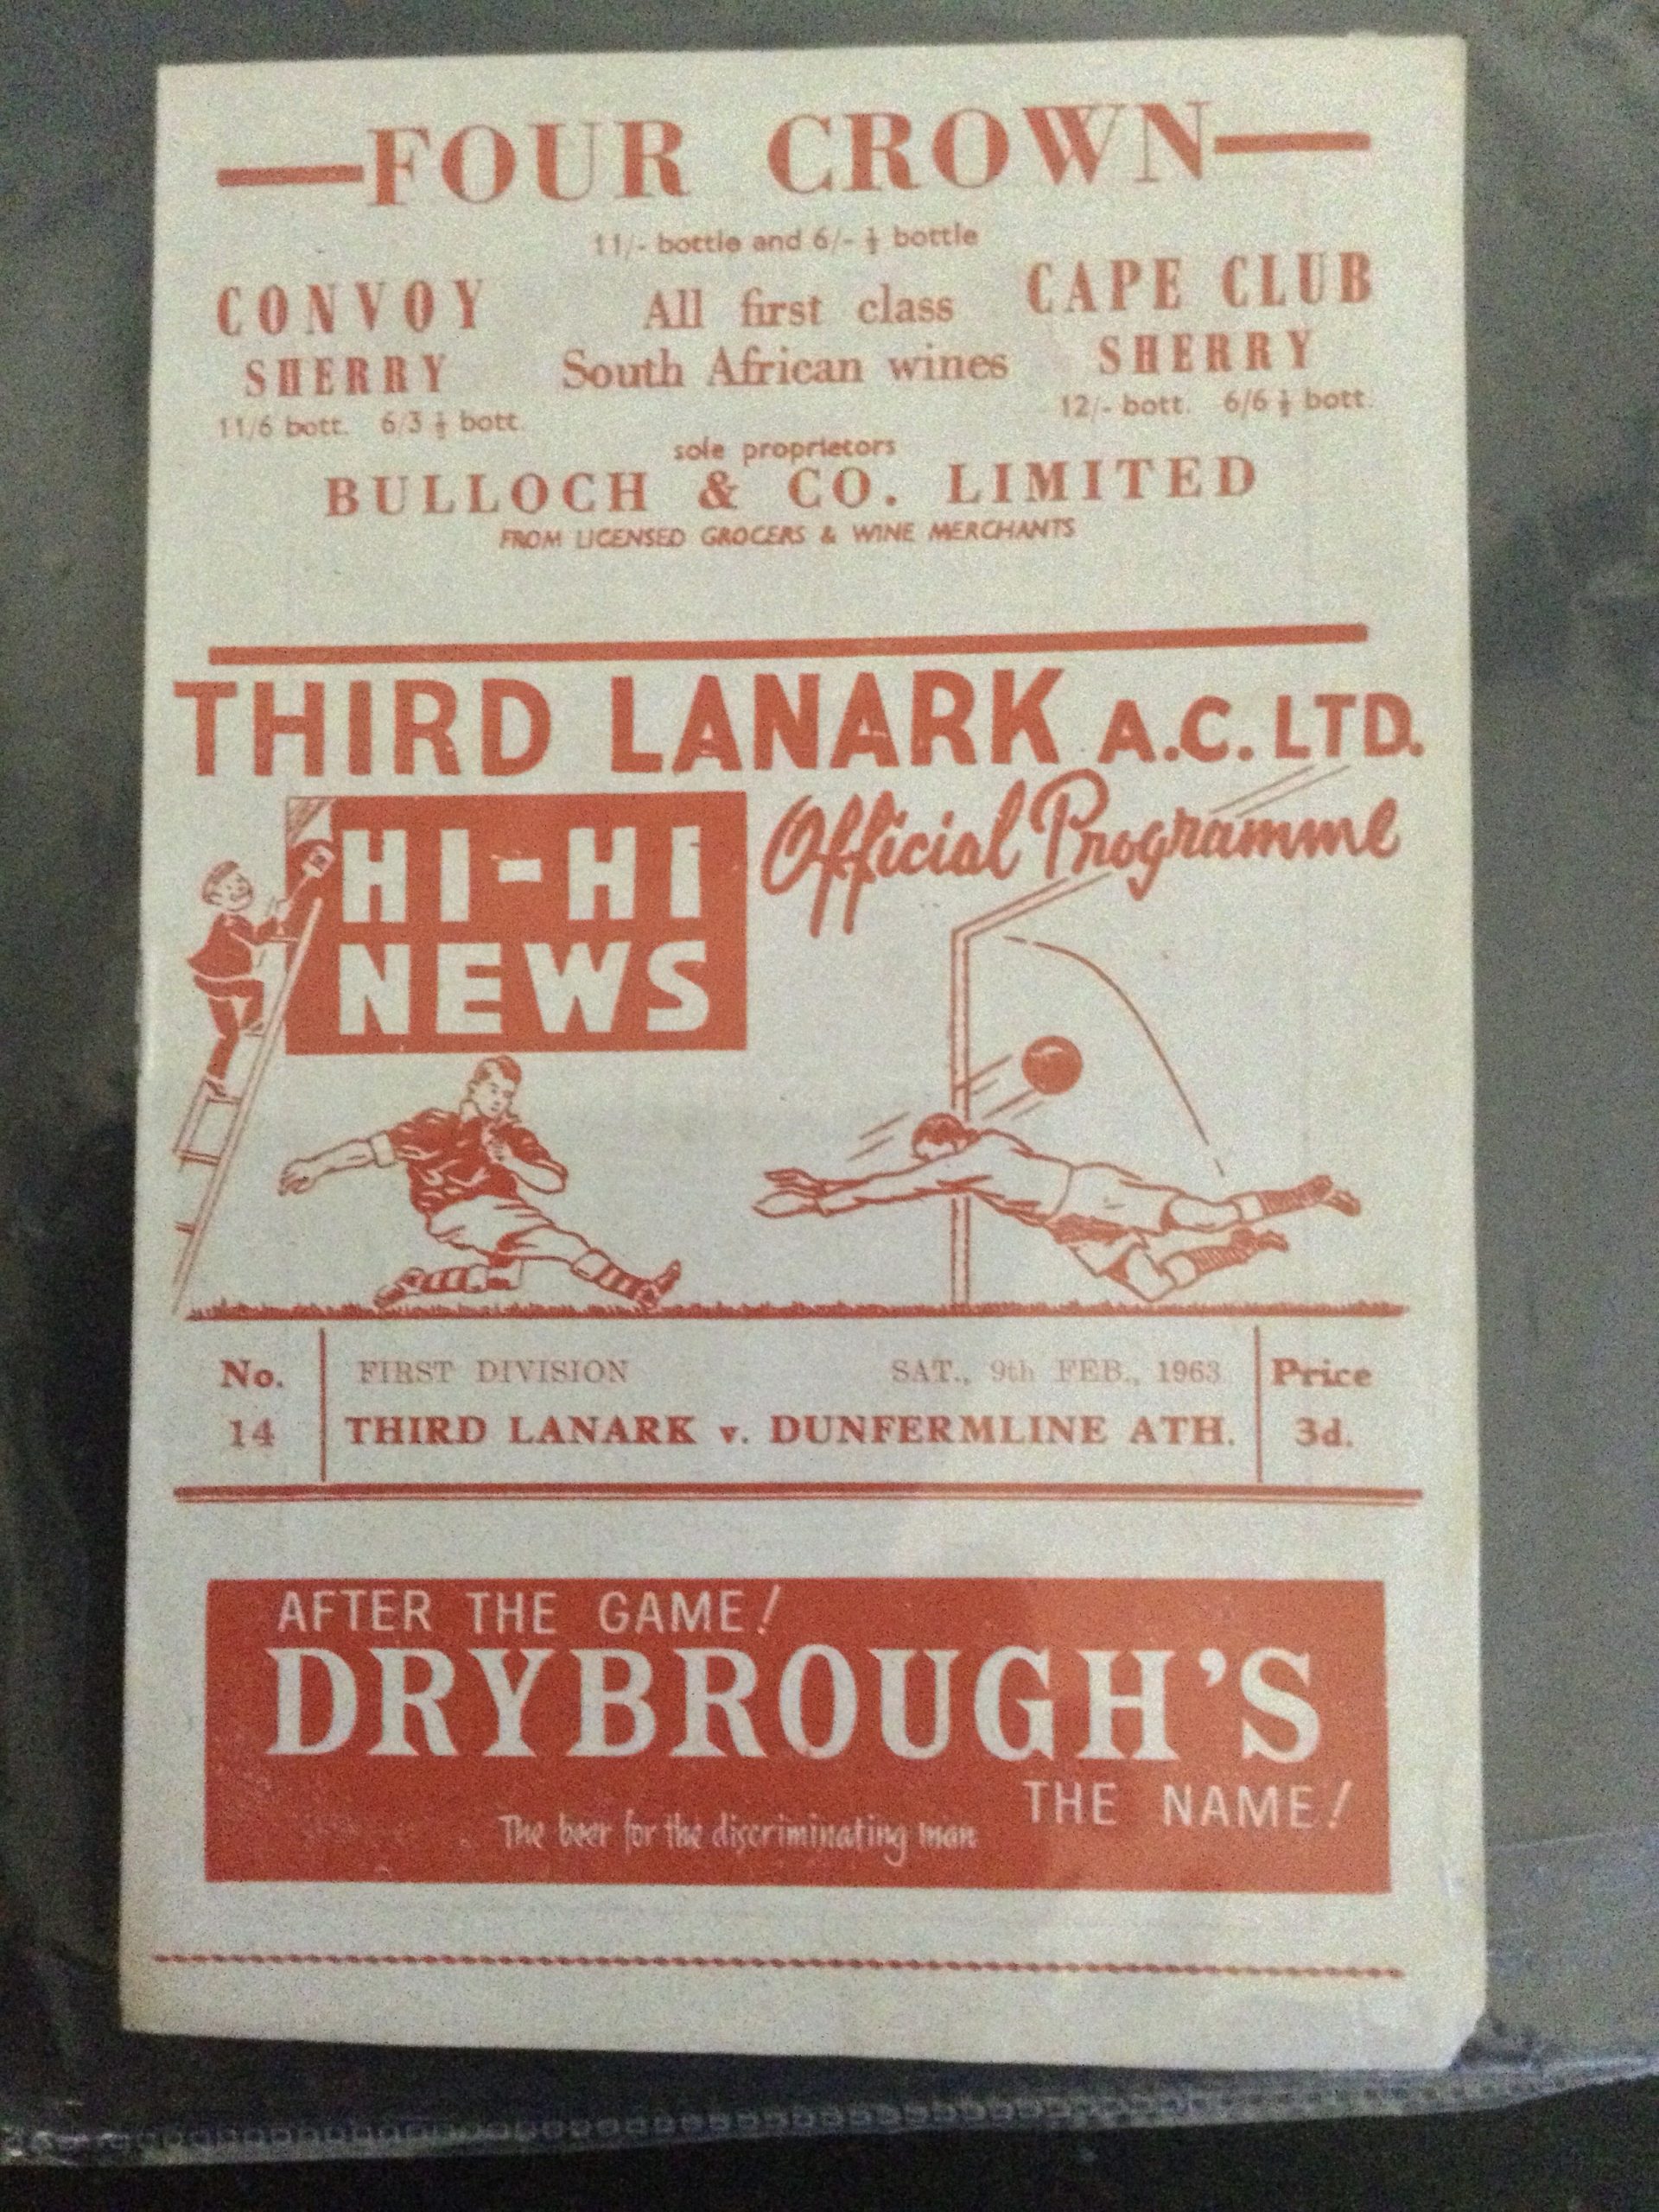 FOUR CROWN
11/- bottle and 6/- ½ bottle
CONVOY
SHERRY
11/6 bott. 6/3 ½ bott.
All first class
South African wines
CAPE CLUB
SHERRY
12/- bott. 6/6 ½ bott.
sole proprietors
BULLOCH & CO. LIMITED
FROM LICENSED GROCERS & WINE MERCHANTS
THIRD LANARK A.C. LTD.
HI-HI
NEWS
Official Programme
No.
14
FIRST DIVISION SAT., 9th FEB., 1963
THIRD LANARK v. DUNFERMLINE ATH.
Price
3d.
AFTER THE GAME!
DRYBROUGH'S
THE NAME!
The beer for the discriminating man